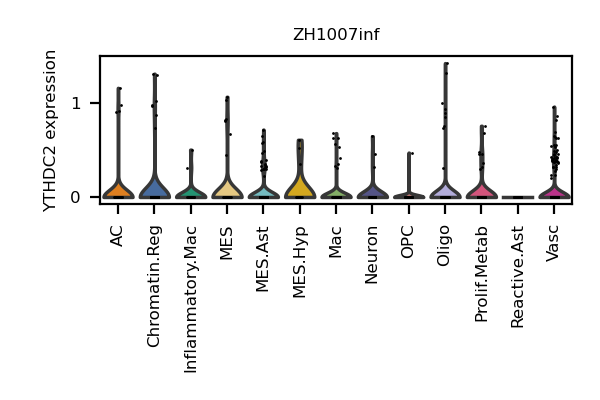 ZH1007inf
YTHDC2 expression
1
0
AC
Chromatin.Reg
Inflammatory.Mac
MES
MES.Ast
MES.Hyp
Mac
Neuron
OPC
Oligo
Prolif.Metab
Reactive.Ast
Vasc